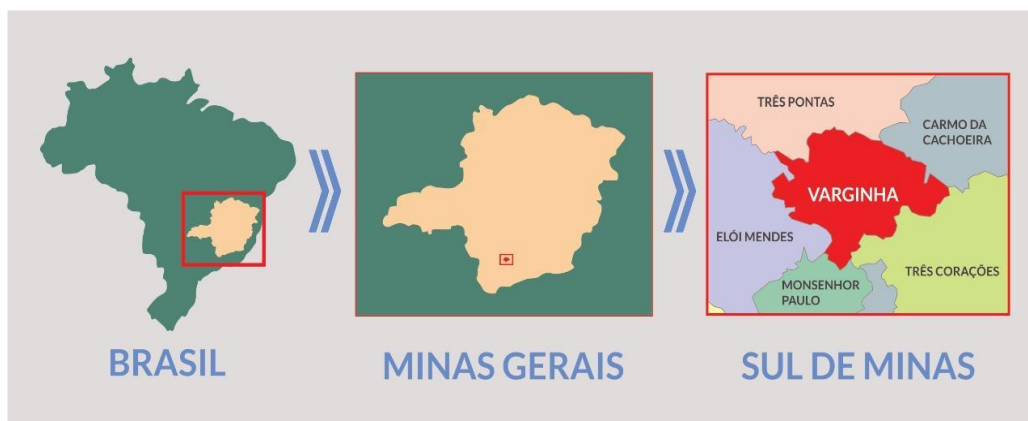 TRÊS PONTAS
CARMO DA
CACHOEIRA
VARGINHA
ELÓI MENDES
TRÊS CORAÇÕES
MONSENHOR
PAULO
BRASIL
MINAS GERAIS
SUL DE MINAS